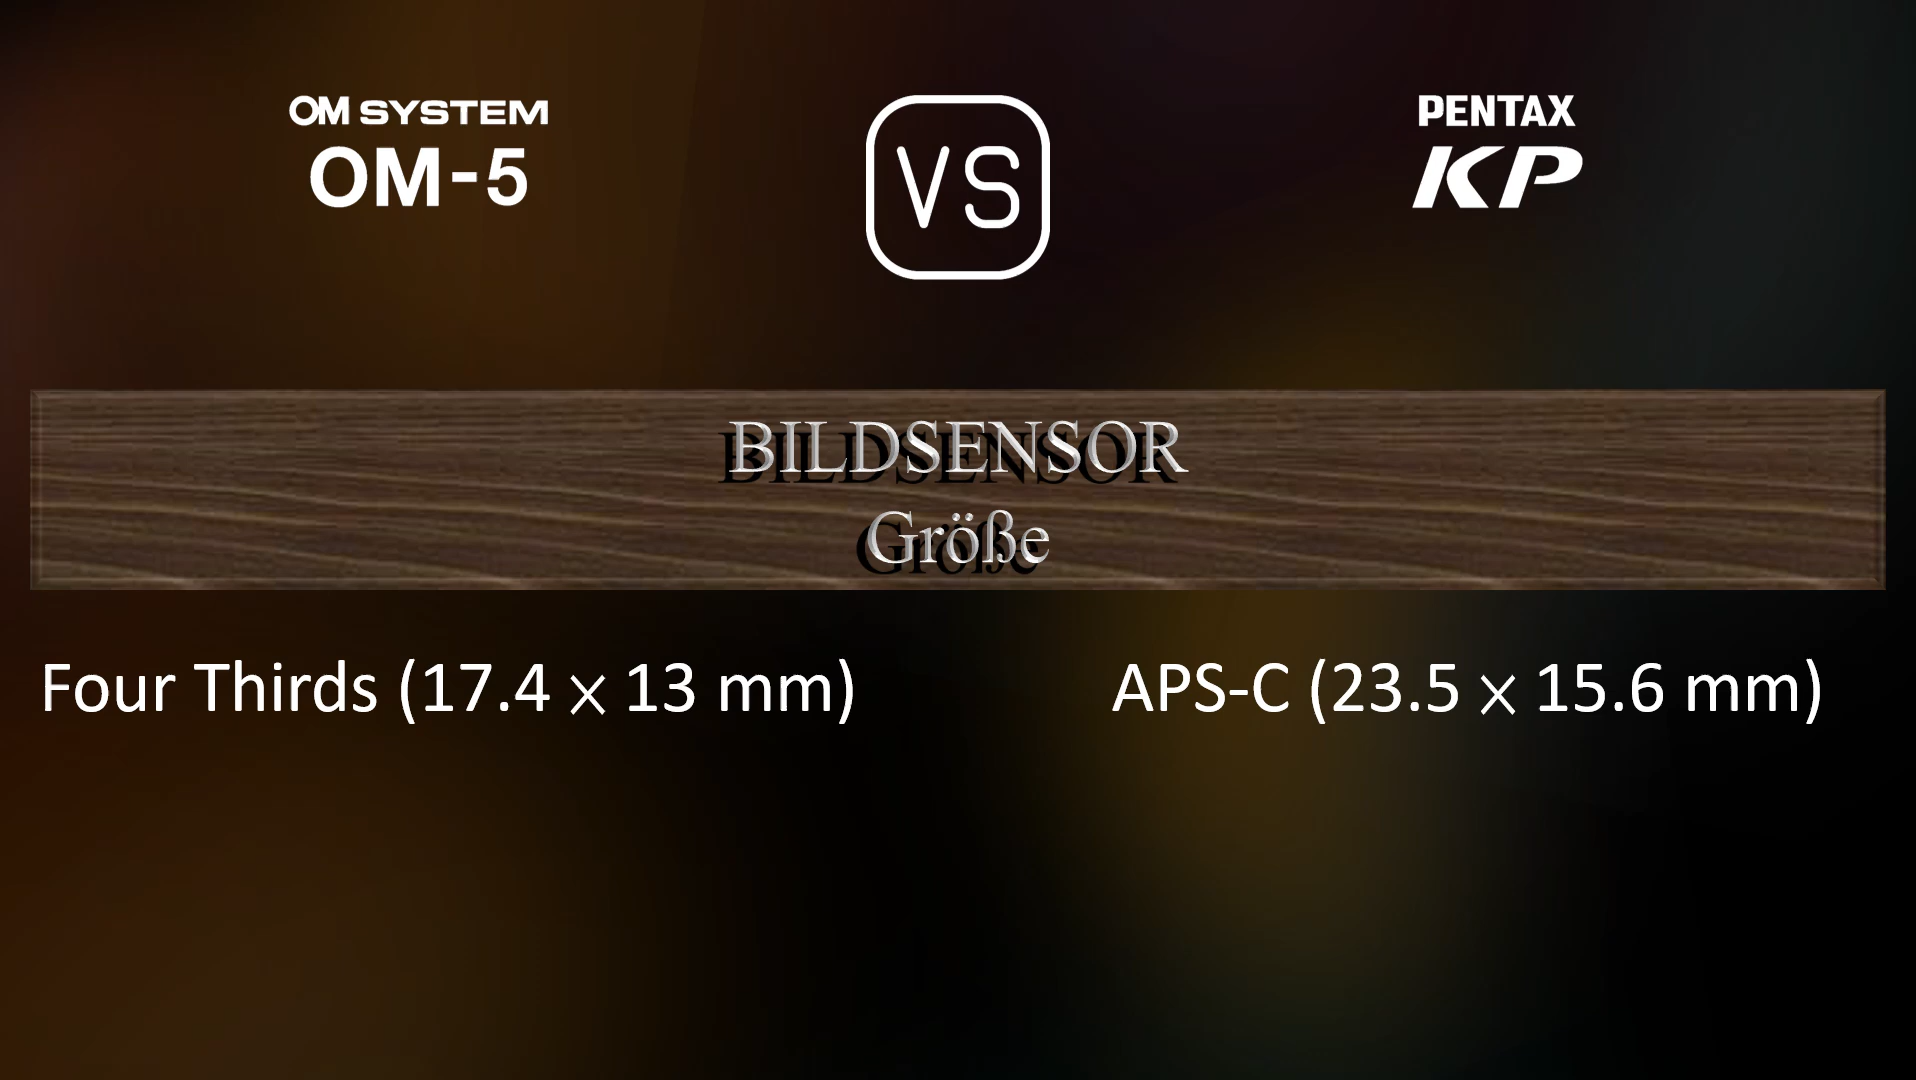 OM SYSTEM
OM-5
VS
PENTAX
KP
BILDSENSOR
Größe
Four Thirds (17.4 x 13 mm)
APS-C (23.5 x 15.6 mm)